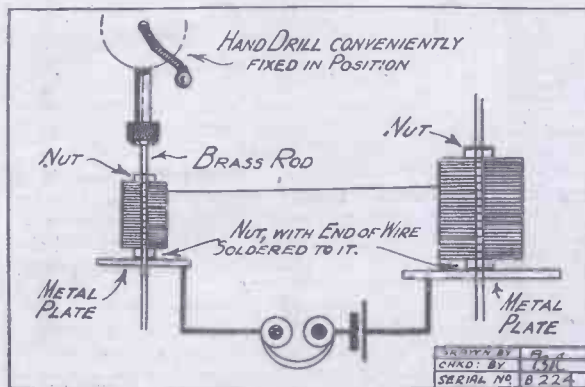 HAND DRILL CONVENIENTLY
FIXED IN POSITION
NUT
NUT
BRASS ROD
NUT, WITH END OF WIRE
SOLDERED TO IT.
METAL
PLATE
METAL
PLATE
DRAWN BY
CHKD: BY
SERIAL NO B 224